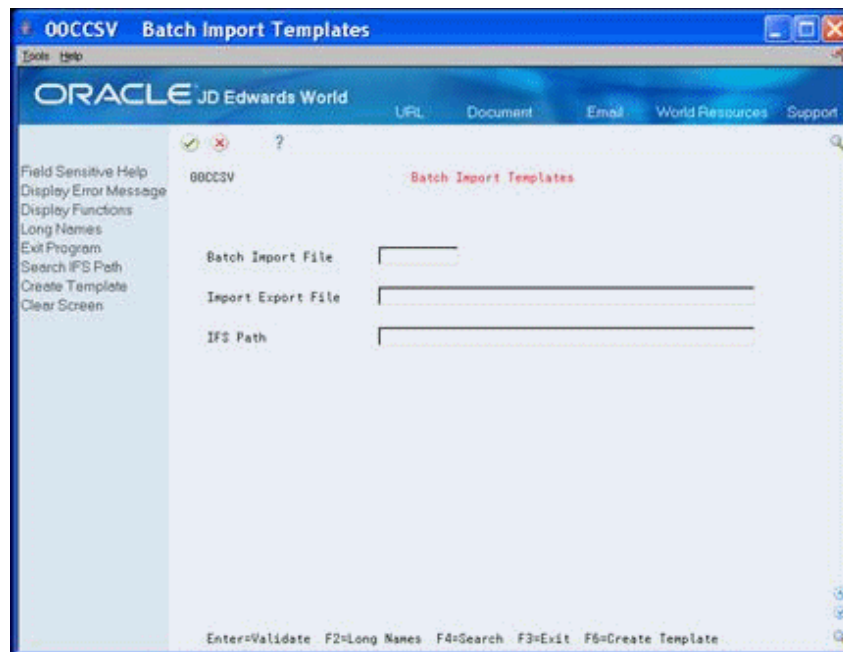 00CCSV Batch Import Templates
Tools Help
ORACLE JD Edwards World
URL Document Email World Resources Support
?
Field Sensitive Help
Display Error Message
Display Functions
Long Names
Exit Program
Search IFS Path
Create Template
Clear Screen
00CCSV Batch Import Templates
Batch Import File
Import Export File
IFS Path
Enter=Validate F2=Long Names F4=Search F3=Exit F6=Create Template